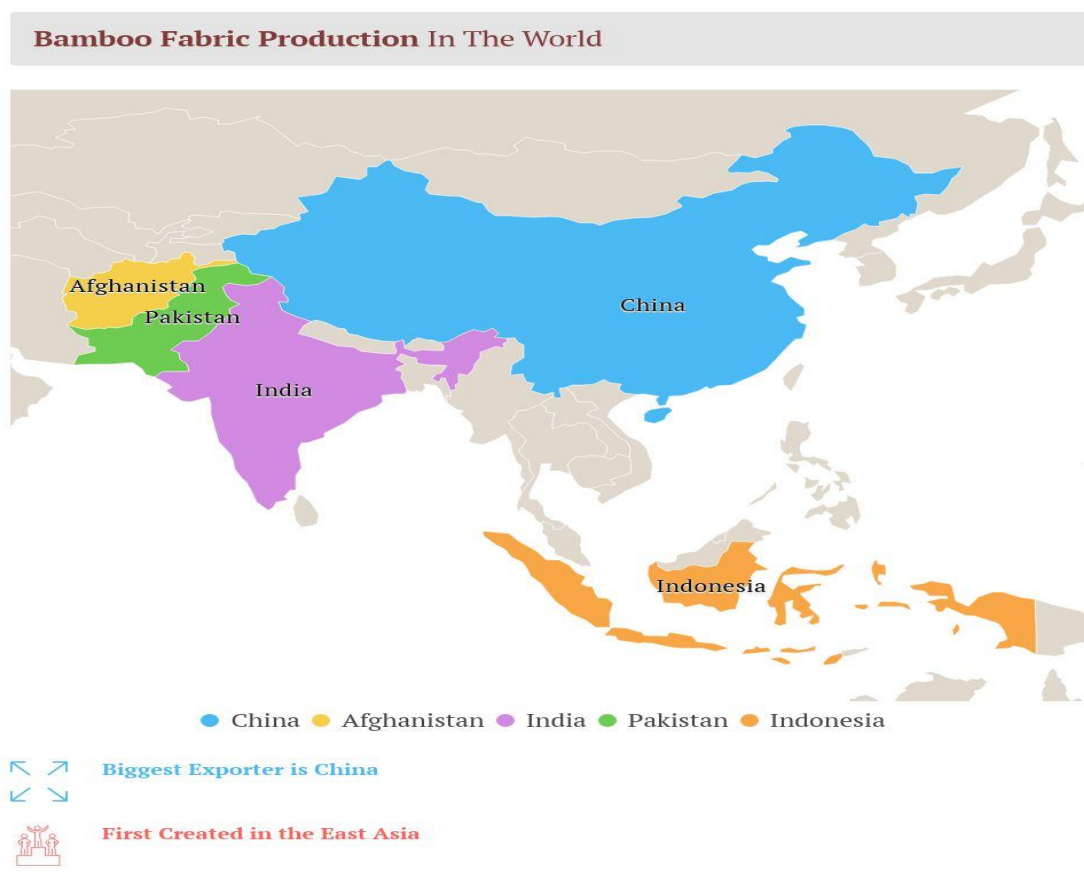 Bamboo Fabric Production In The World
Afghanistan
Pakistan
China
India
Indonesia
China Afghanistan India Pakistan Indonesia
Biggest Exporter is China
First Created in the East Asia